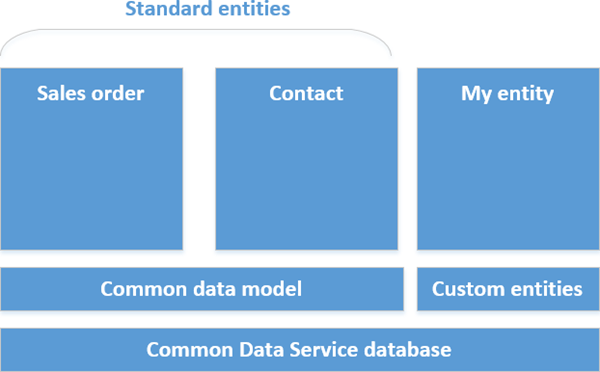 Standard entities
Sales order
Contact
My entity
Common data model
Custom entities
Common Data Service database